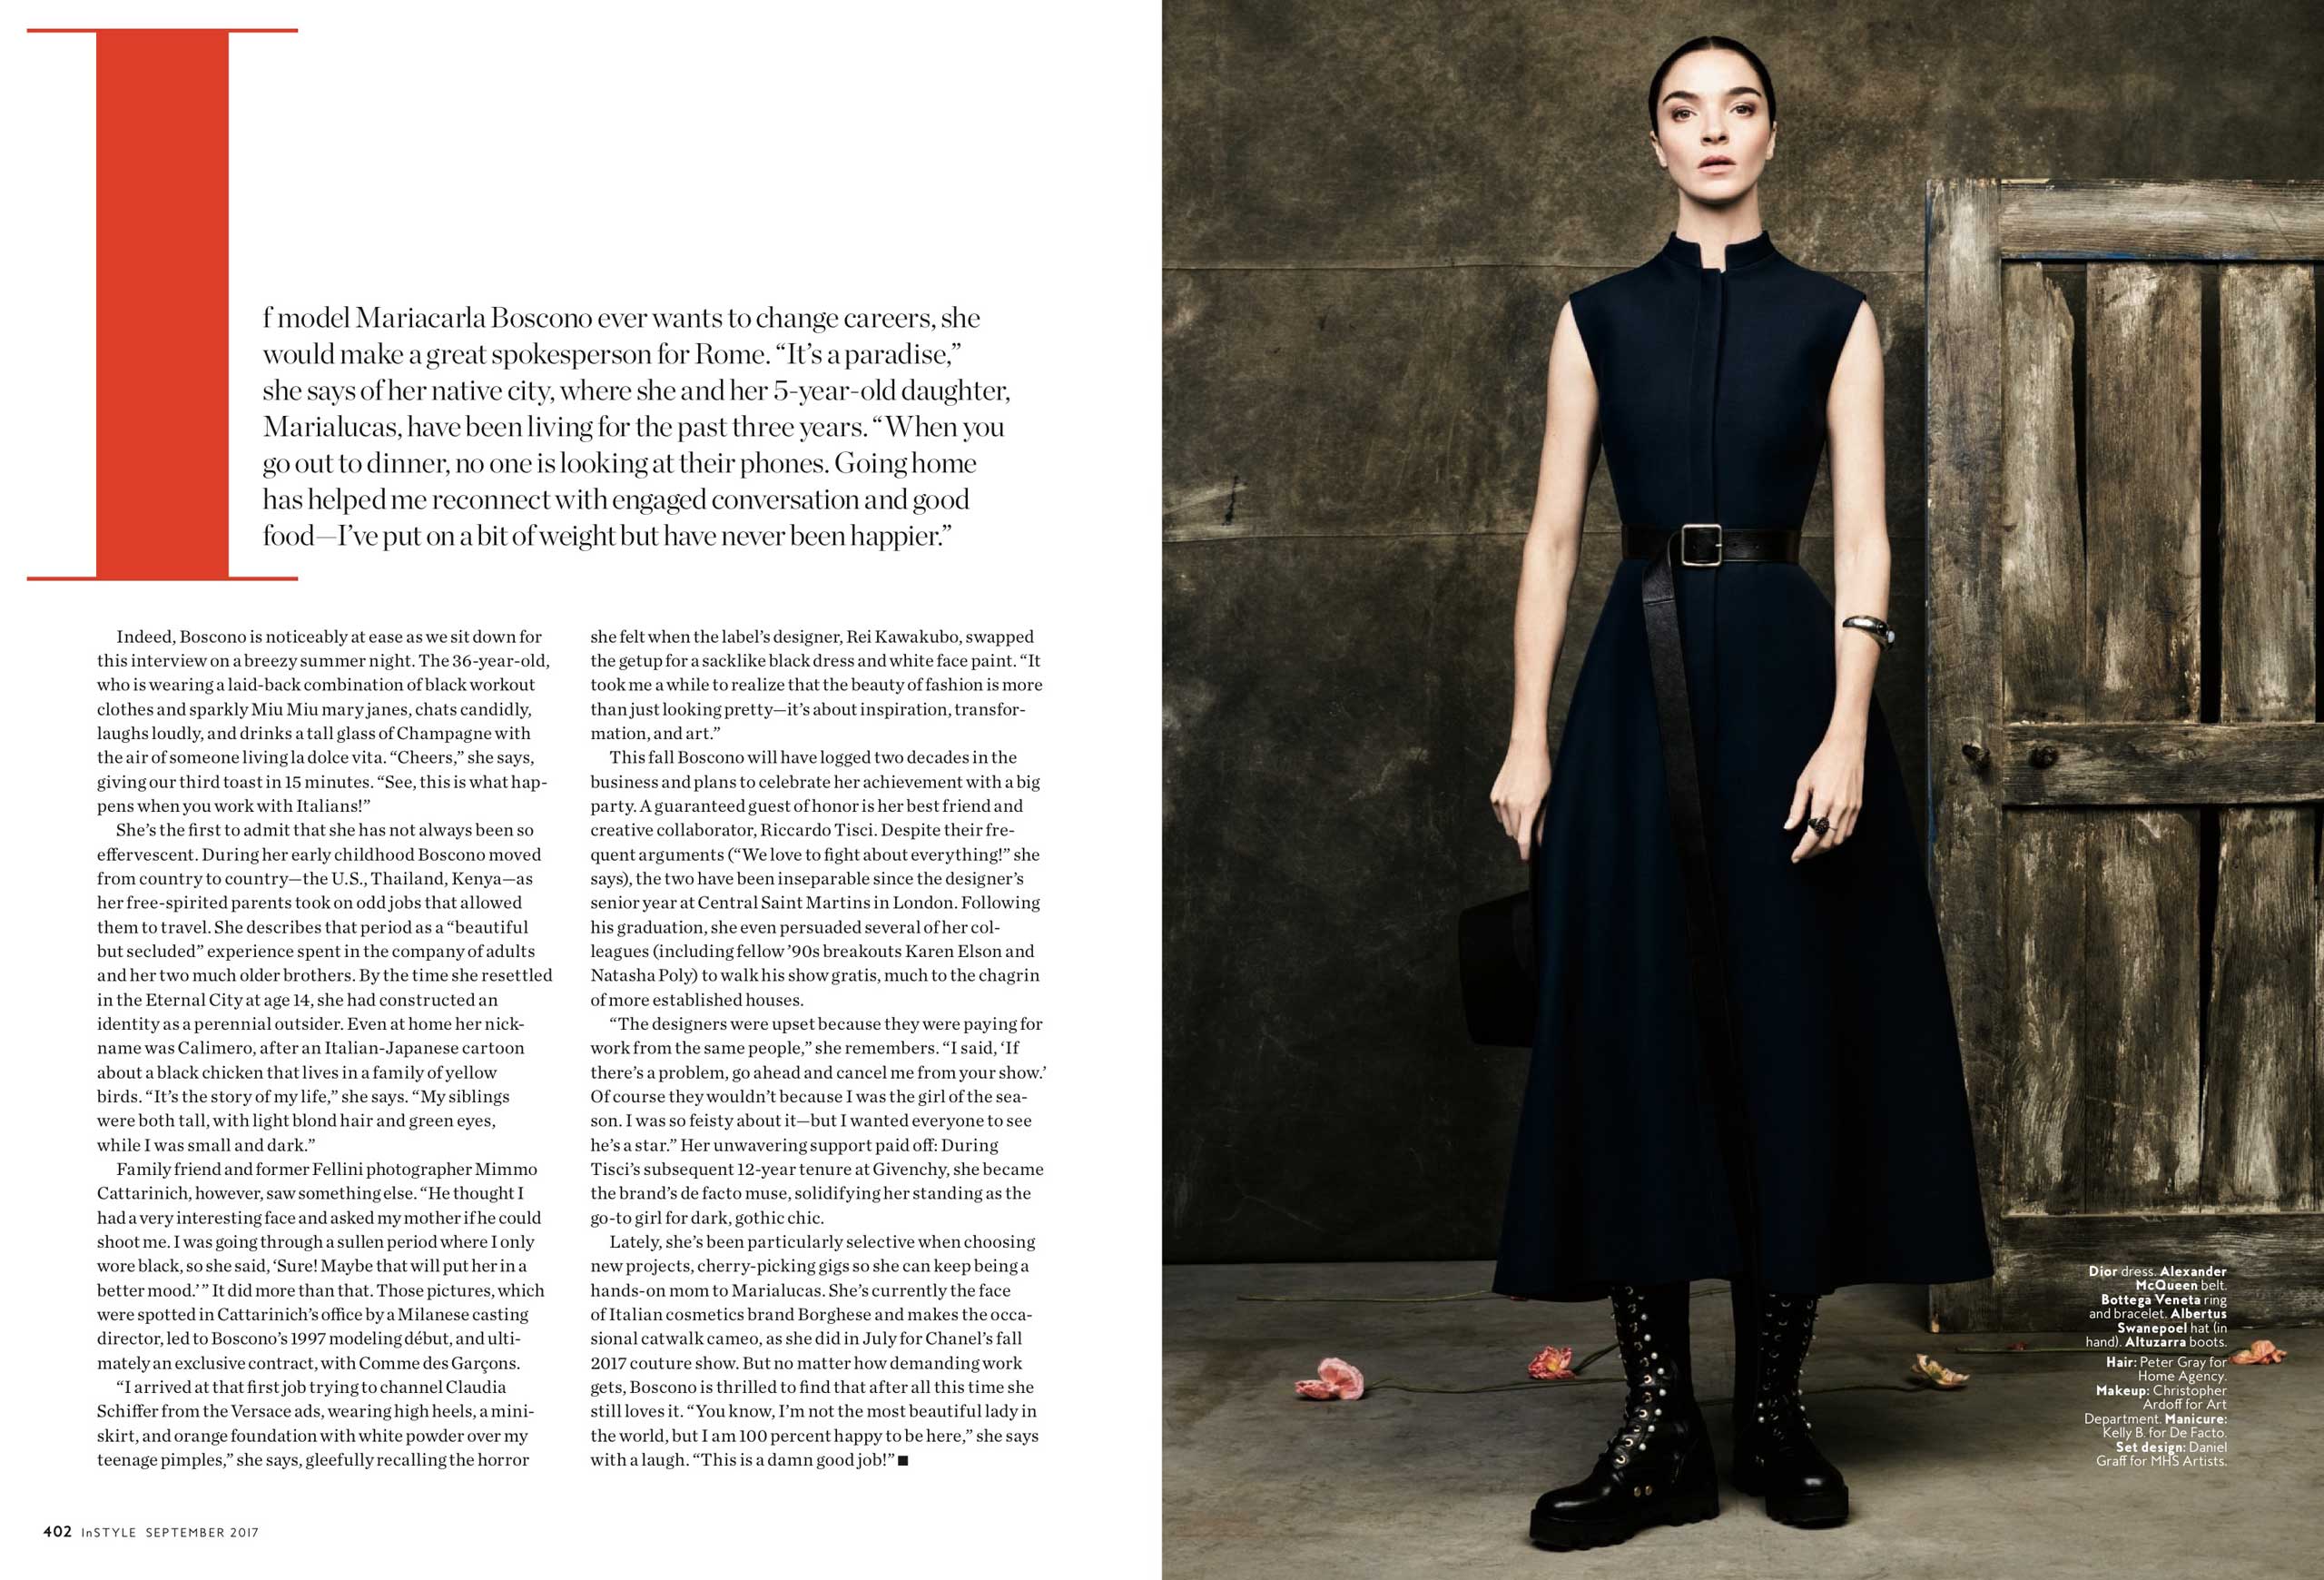 I
f model Mariacarla Boscono ever wants to change careers, she
would make a great spokesperson for Rome. “It’s a paradise,”
she says of her native city, where she and her 5-year-old daughter,
Marialucas, have been living for the past three years. “When you
go out to dinner, no one is looking at their phones. Going home
has helped me reconnect with engaged conversation and good
food—I’ve put on a bit of weight but have never been happier.”
Indeed, Boscono is noticeably at ease as we sit down for
this interview on a breezy summer night. The 36-year-old,
who is wearing a laid-back combination of black workout
clothes and sparkly Miu Miu mary janes, chats candidly,
laughs loudly, and drinks a tall glass of Champagne with
the air of someone living la dolce vita. “Cheers,” she says,
giving our third toast in 15 minutes. “See, this is what hap-
pens when you work with Italians!”
She’s the first to admit that she has not always been so
effervescent. During her early childhood Boscono moved
from country to country—the U.S., Thailand, Kenya—as
her free-spirited parents took on odd jobs that allowed
them to travel. She describes that period as a “beautiful
but secluded” experience spent in the company of adults
and her two much older brothers. By the time she resettled
in the Eternal City at age 14, she had constructed an
identity as a perennial outsider. Even at home her nick-
name was Calimero, after an Italian-Japanese cartoon
about a black chicken that lives in a family of yellow
birds. “It’s the story of my life,” she says. “My siblings
were both tall, with light blond hair and green eyes,
while I was small and dark.”
Family friend and former Fellini photographer Mimmo
Cattarinich, however, saw something else. “He thought I
had a very interesting face and asked my mother if he could
shoot me. I was going through a sullen period where I only
wore black, so she said, ‘Sure! Maybe that will put her in a
better mood.’ ” It did more than that. Those pictures, which
were spotted in Cattarinich’s office by a Milanese casting
director, led to Boscono’s 1997 modeling début, and ulti-
mately an exclusive contract, with Comme des Garçons.
“I arrived at that first job trying to channel Claudia
Schiffer from the Versace ads, wearing high heels, a mini-
skirt, and orange foundation with white powder over my
teenage pimples,” she says, gleefully recalling the horror
she felt when the label’s designer, Rei Kawakubo, swapped
the getup for a sacklike black dress and white face paint. “It
took me a while to realize that the beauty of fashion is more
than just looking pretty—it’s about inspiration, transfor-
mation, and art.”
This fall Boscono will have logged two decades in the
business and plans to celebrate her achievement with a big
party. A guaranteed guest of honor is her best friend and
creative collaborator, Riccardo Tisci. Despite their fre-
quent arguments (“We love to fight about everything!” she
says), the two have been inseparable since the designer’s
senior year at Central Saint Martins in London. Following
his graduation, she even persuaded several of her col-
leagues (including fellow ’90s breakouts Karen Elson and
Natasha Poly) to walk his show gratis, much to the chagrin
of more established houses.
“The designers were upset because they were paying for
work from the same people,” she remembers. “I said, ‘If
there’s a problem, go ahead and cancel me from your show.’
Of course they wouldn’t because I was the girl of the sea-
son. I was so feisty about it—but I wanted everyone to see
he’s a star.” Her unwavering support paid off: During
Tisci’s subsequent 12-year tenure at Givenchy, she became
the brand’s de facto muse, solidifying her standing as the
go-to girl for dark, gothic chic.
Lately, she’s been particularly selective when choosing
new projects, cherry-picking gigs so she can keep being a
hands-on mom to Marialucas. She’s currently the face
of Italian cosmetics brand Borghese and makes the occa-
sional catwalk cameo, as she did in July for Chanel’s fall
2017 couture show. But no matter how demanding work
gets, Boscono is thrilled to find that after all this time she
still loves it. “You know, I’m not the most beautiful lady in
the world, but I am 100 percent happy to be here,” she says
with a laugh. “This is a damn good job!” ■
402 InSTYLE SEPTEMBER 2017
Dior dress. Alexander
McQueen belt.
Bottega Veneta ring
and bracelet. Albertus
Swanepoel hat (in
hand). Altuzarra boots.
Hair: Peter Gray for
Home Agency.
Makeup: Christopher
Ardoff for Art
Department. Manicure:
Kelly B. for De Facto.
Set design: Daniel
Graff for MHS Artists.